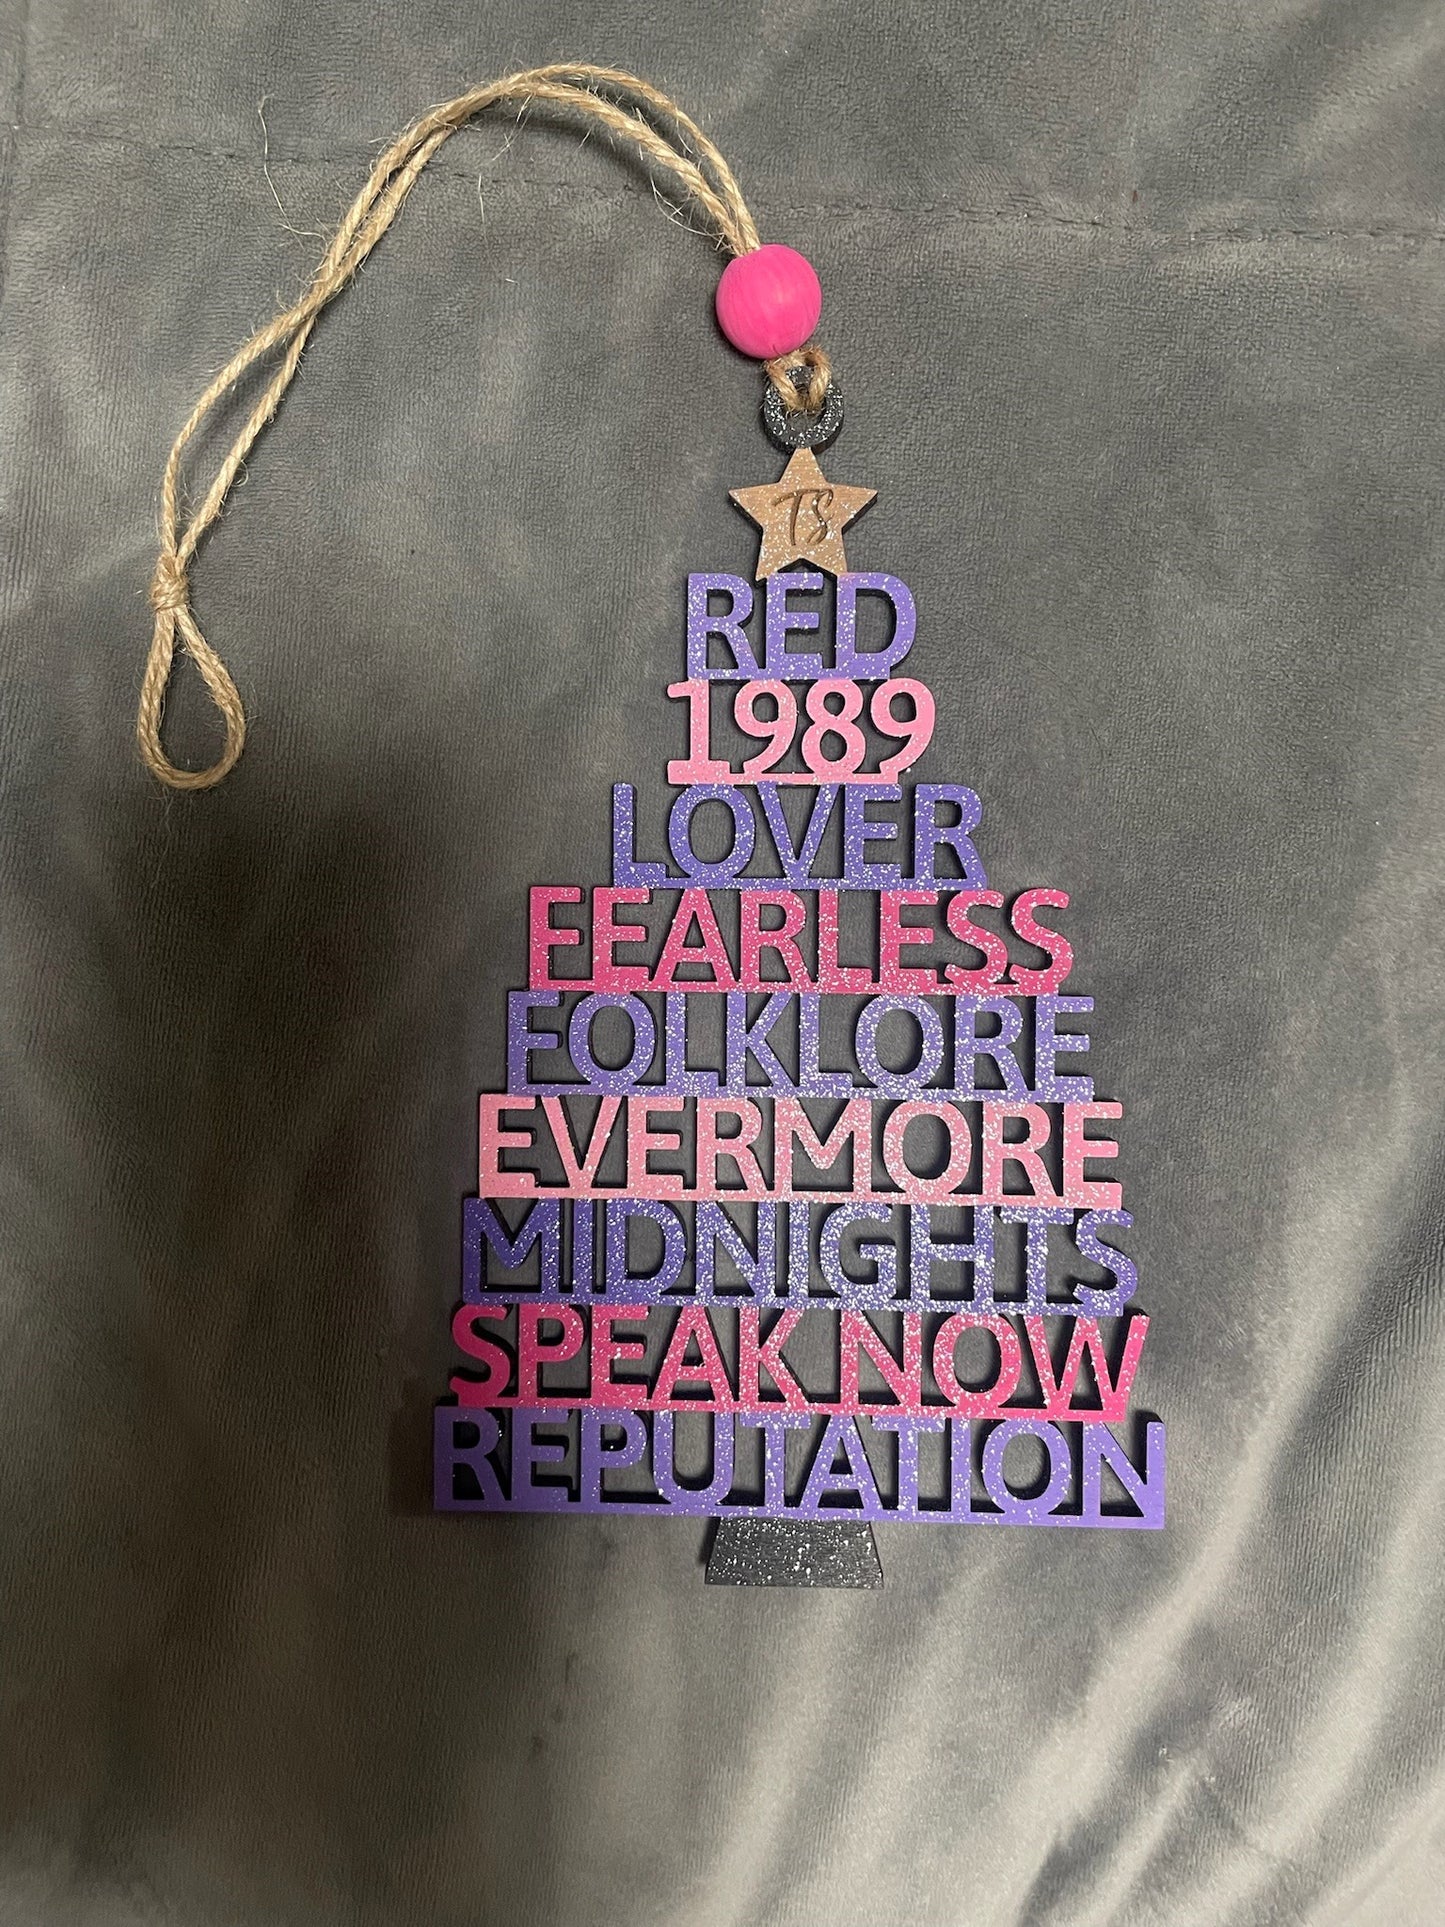 TS
RED
1989
LOVER
FEARLESS
FOLKLORE
EVERMORE
MIDNIGHTS
SPEAK NOW
REPUTATION